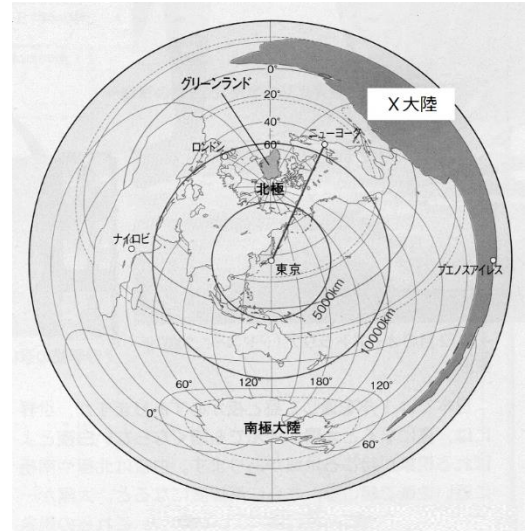 0°
グリーンランド
20°
X大陸
40°
ニューヨーク
ロンドン
60°
北極
ナイロビ
東京
ブエノスアイレス
5000km
10000km
60°
120°
180°
120°
0°
南極大陸
60°